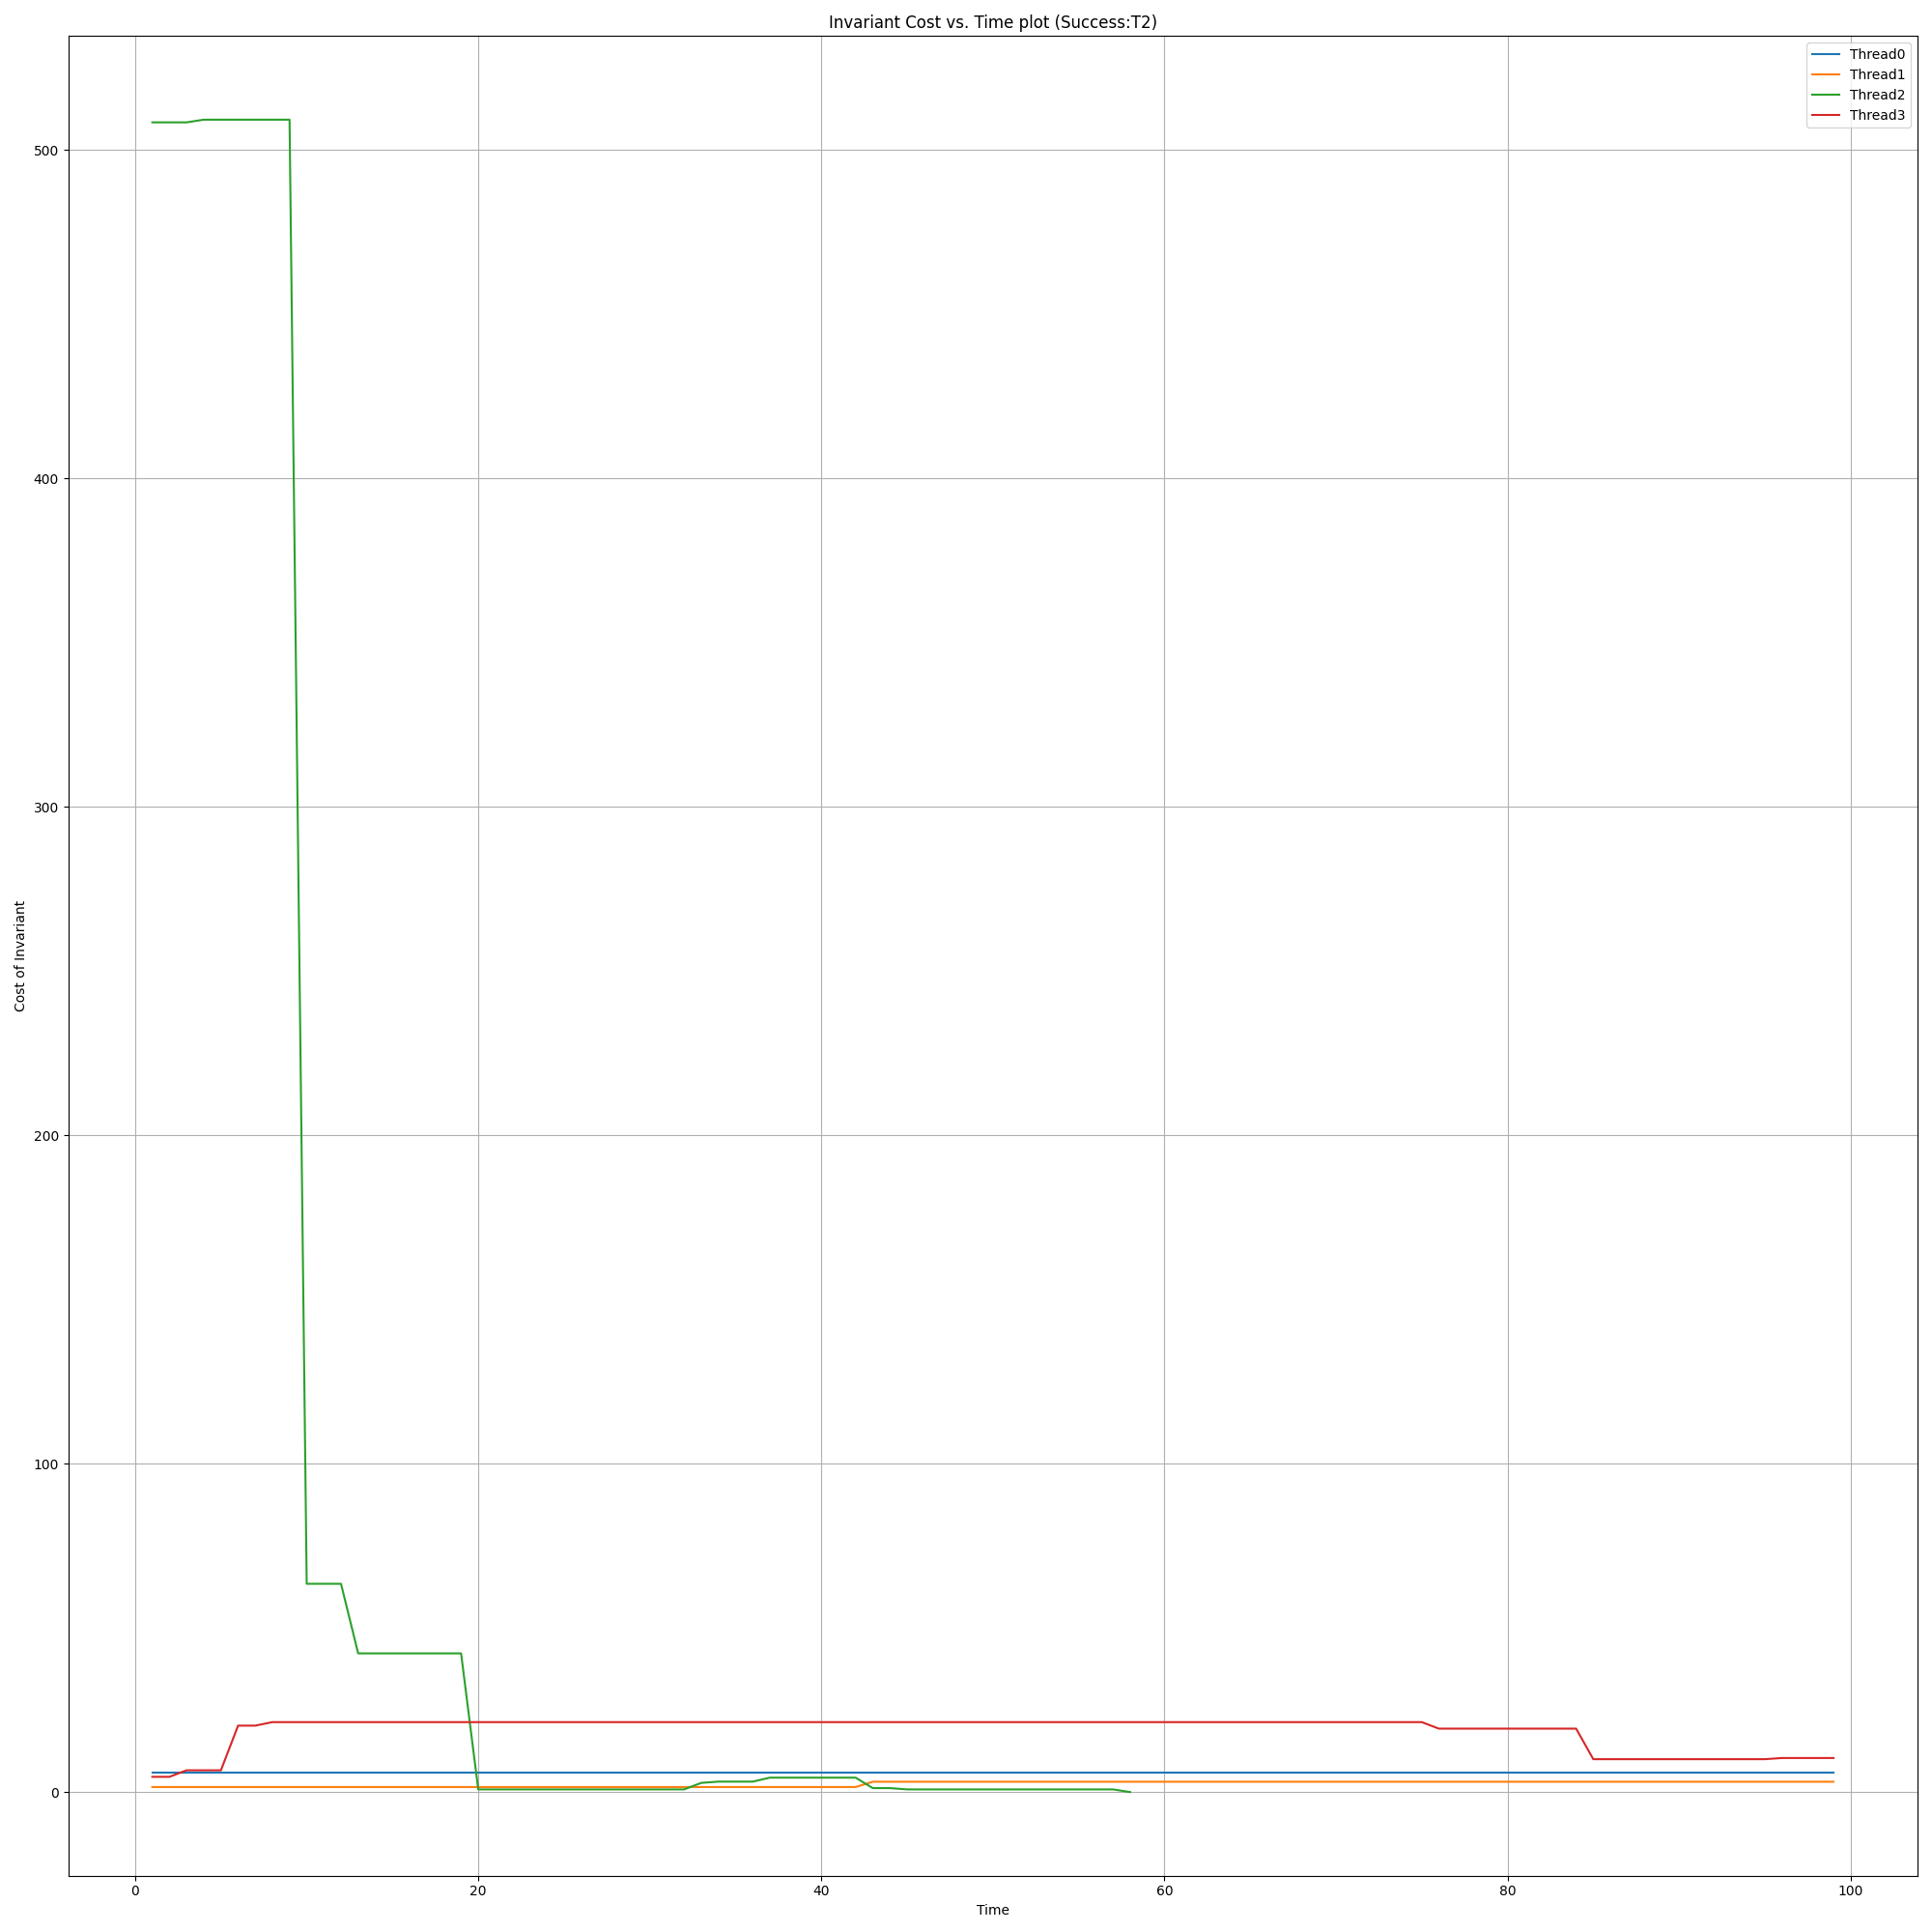 Invariant Cost vs. Time plot (Success:T2)
Thread0
Thread1
Thread2
Thread3
500
400
300
200
100
0
Cost of Invariant
0 20 40 60 80 100
Time